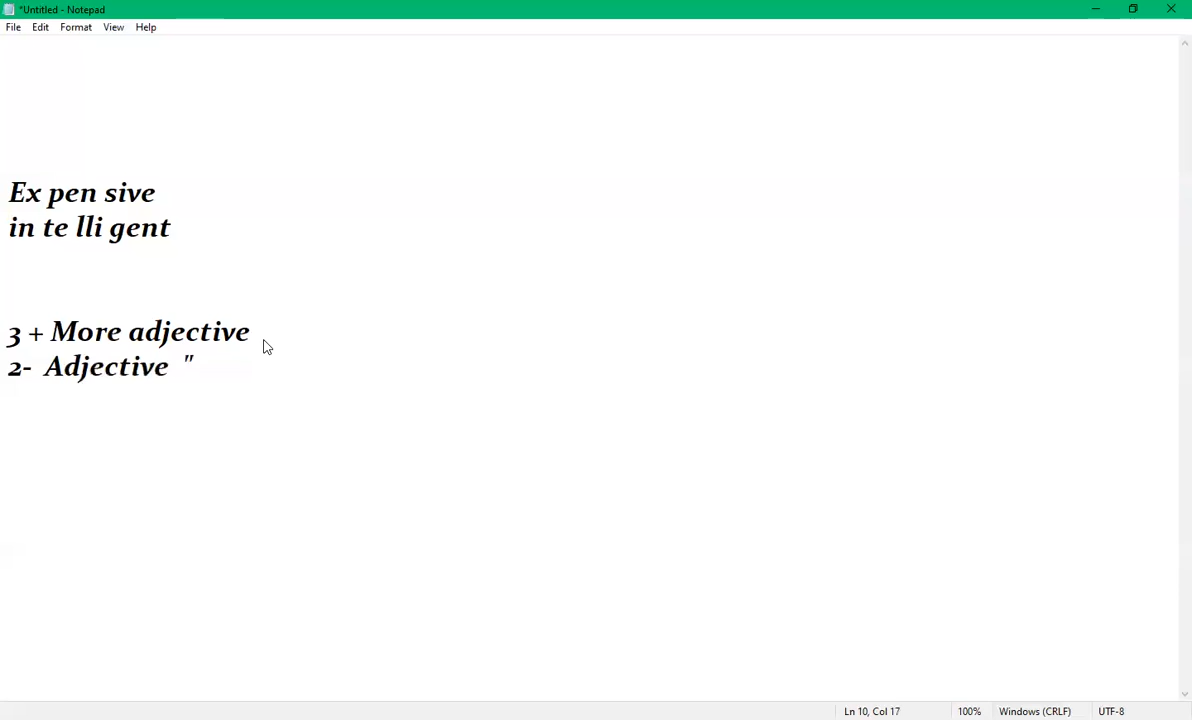 *Untitled - Notepad
File Edit Format View Help
Ex pen sive
in te lli gent
3 + More adjective
2- Adjective "
Ln 10, Col 17 100% Windows (CRLF) UTF-8